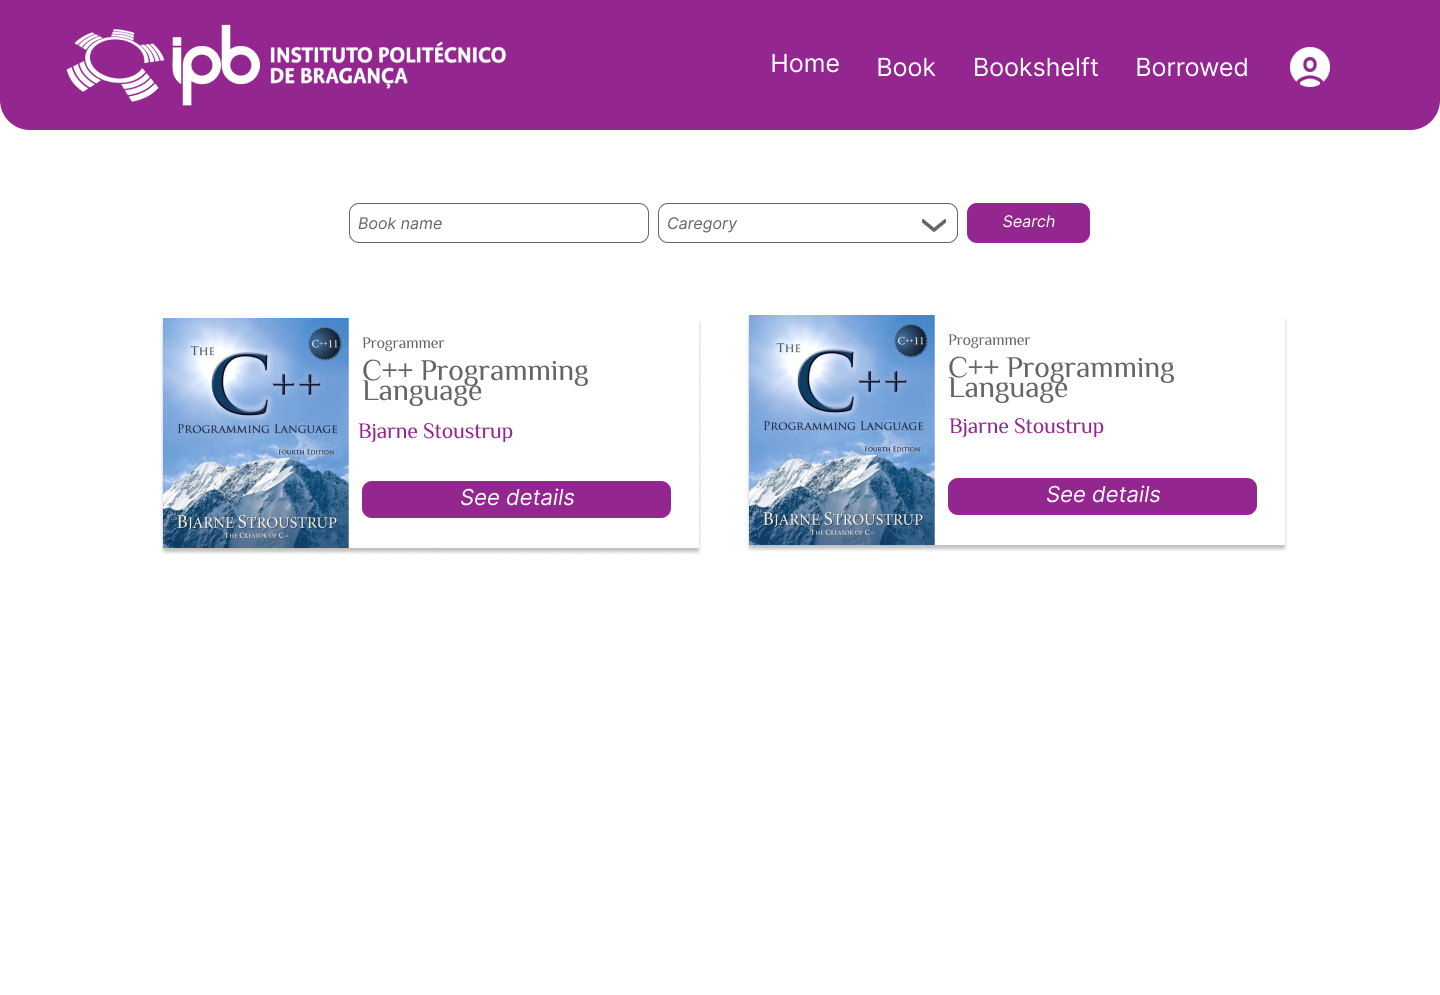 ipb INSTITUTO POLITÉCNICO
DE BRAGANÇA
Home Book Bookshelft Borrowed
Book name
Caregory
Search
THE
C++11
C++
PROGRAMMING LANGUAGE
FOURTH EDITION
BJARNE STROUSTRUP
THE CREATOR OF C++
Programmer
C++ Programming
Language
Bjarne Stoustrup
See details
THE
C++11
C++
PROGRAMMING LANGUAGE
FOURTH EDITION
BJARNE STROUSTRUP
THE CREATOR OF C++
Programmer
C++ Programming
Language
Bjarne Stoustrup
See details